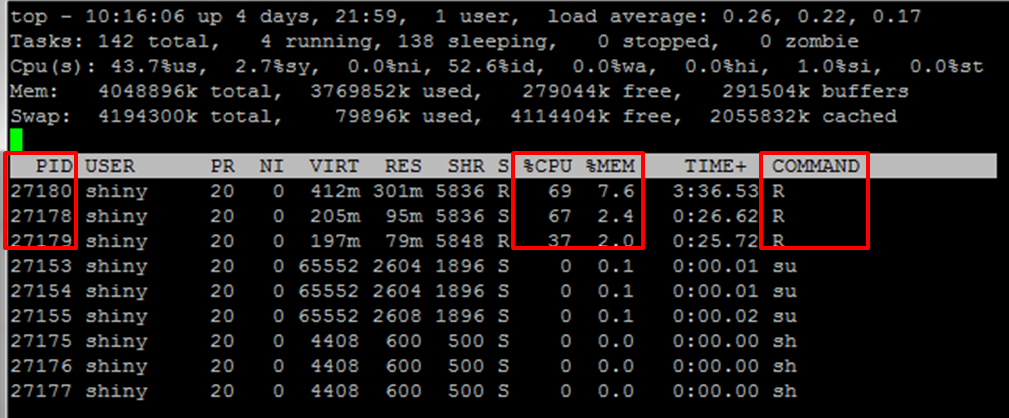 top - 10:16:06 up 4 days, 21:59,  1 user,  load average: 0.26, 0.22, 0.17
Tasks: 142 total,   4 running, 138 sleeping,   0 stopped,   0 zombie
Cpu(s): 43.7%us,  2.7%sy,  0.0%ni, 52.6%id,  0.0%wa,  0.0%hi,  1.0%si,  0.0%st
Mem:   4048896k total,  3769852k used,   279044k free,   291504k buffers
Swap:  4194300k total,    79896k used,  4114404k free,  2055832k cached
  PID USER      PR  NI  VIRT  RES  SHR S %CPU %MEM    TIME+  COMMAND
27180 shiny     20   0  412m 301m 5836 R   69  7.6   3:36.53 R
27178 shiny     20   0  205m  95m 5836 S   67  2.4   0:26.62 R
27179 shiny     20   0  197m  79m 5848 R   37  2.0   0:25.72 R
27153 shiny     20   0 65552 2604 1896 S    0  0.1   0:00.01 su
27154 shiny     20   0 65552 2604 1896 S    0  0.1   0:00.01 su
27155 shiny     20   0 65552 2608 1896 S    0  0.1   0:00.02 su
27175 shiny     20   0  4408  600  500 S    0  0.0   0:00.00 sh
27176 shiny     20   0  4408  600  500 S    0  0.0   0:00.00 sh
27177 shiny     20   0  4408  600  500 S    0  0.0   0:00.00 sh